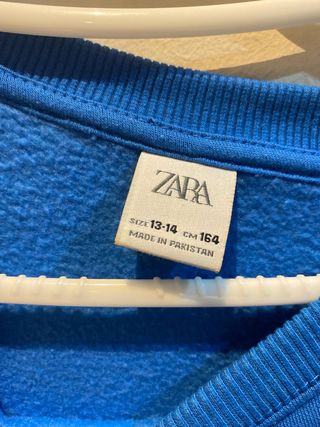 ZARA
SIZE 13-14 CM 164
MADE IN PAKISTAN